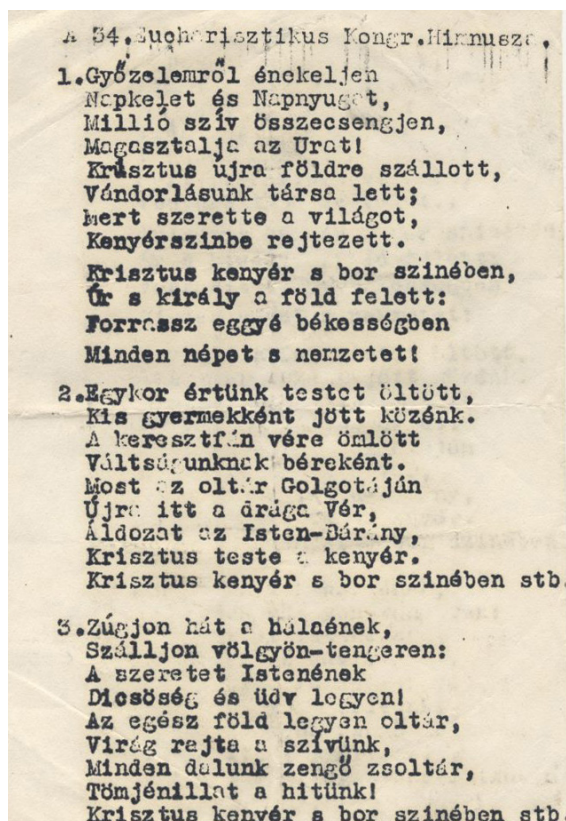 A 34.Eucharisztikus Kongr.Himnusza.
1.Győzelemről énekeljen
Napkelet és Napnyugat,
Millió szív összecsengjen,
Magasztalja az Urat!
Krisztus újra földre szállott,
Vándorlásunk társa lett;
Mert szerette a világot,
Kenyérszinbe rejtezett.
Krisztus kenyér s bor szinében,
Úr s király a föld felett:
Forrassz eggyé békességben
Minden népet s nemzetet!
2.Egykor értünk testet öltött,
Kis gyermekként jött közénk.
A keresztfán vére ömlött
Váltságunknak béreként.
Most az oltár Golgotáján
Újra itt a drága Vér,
Áldozat az Isten-Bárány,
Krisztus teste a kenyér.
Krisztus kenyér s bor szinében stb.
3.Zúgjon hát a hálaének,
Szálljon völgyön-tengeren:
A szeretet Istenének
Dicsöség és üdv legyen!
Az egész föld legyen oltár,
Virág rajta a szívünk,
Minden dalunk zengő zsoltár,
Tömjénillat a hitünk!
Krisztus kenyér s bor szinében stb.